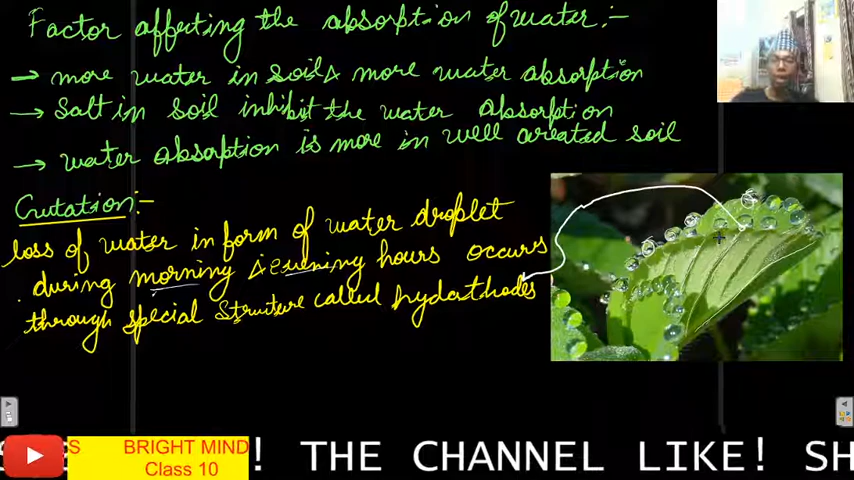 Factor affecting the absorption of water:-
→ more water in soil & more water absorption
→ Salt in soil inhibit the water absorption
→ water absorption is more in well areated soil
Gutation:-
loss of water in form of water droplet
during morning & evening hours occurs
through special Structure called hydathodes
S BRIGHT MIND
Class 10
! THE CHANNEL LIKE! SH